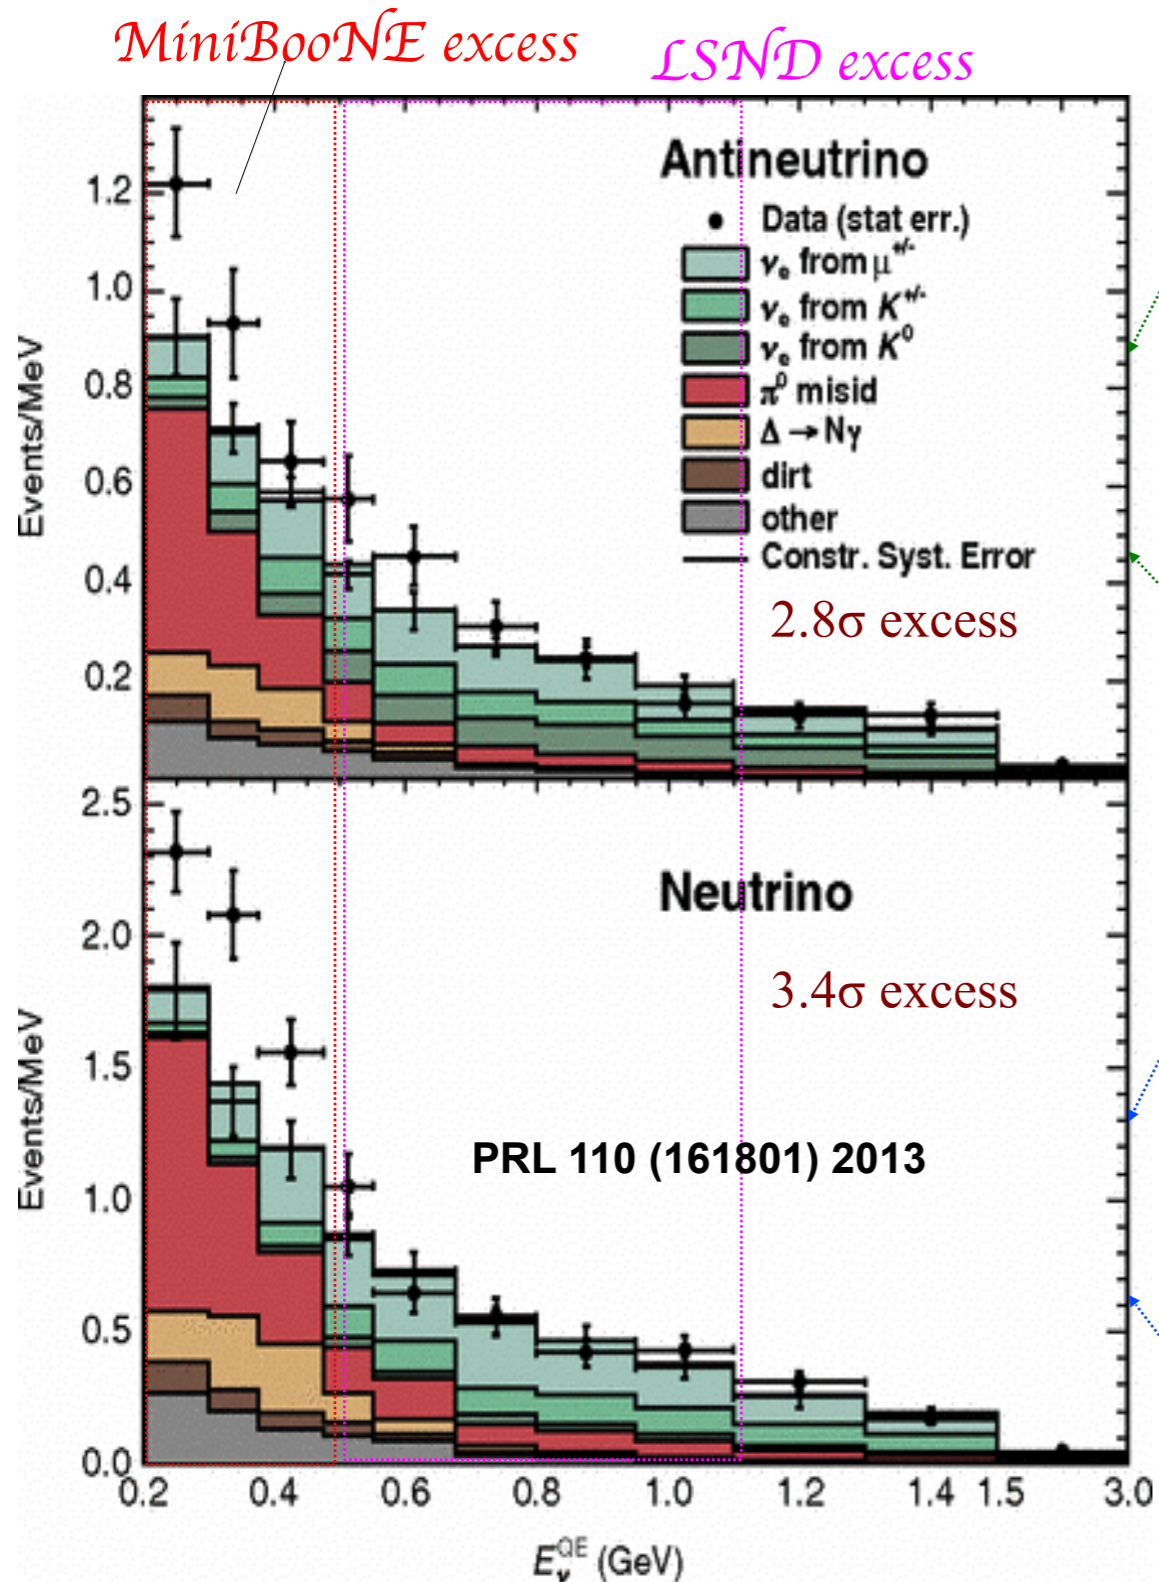 MiniBooNE excess
LSND excess
Antineutrino
Data (stat err.)
νe from μ+/-
νe from K+/-
νe from K0
π0 misid
Δ → Nγ
dirt
other
Constr. Syst. Error
2.8σ excess
Events/MeV
1.2
1.0
0.8
0.6
0.4
0.2
Neutrino
3.4σ excess
PRL 110 (161801) 2013
Events/MeV
2.5
2.0
1.5
1.0
0.5
0.0
0.2 0.4 0.6 0.8 1.0 1.2 1.4 1.5 3.0
EνQE (GeV)